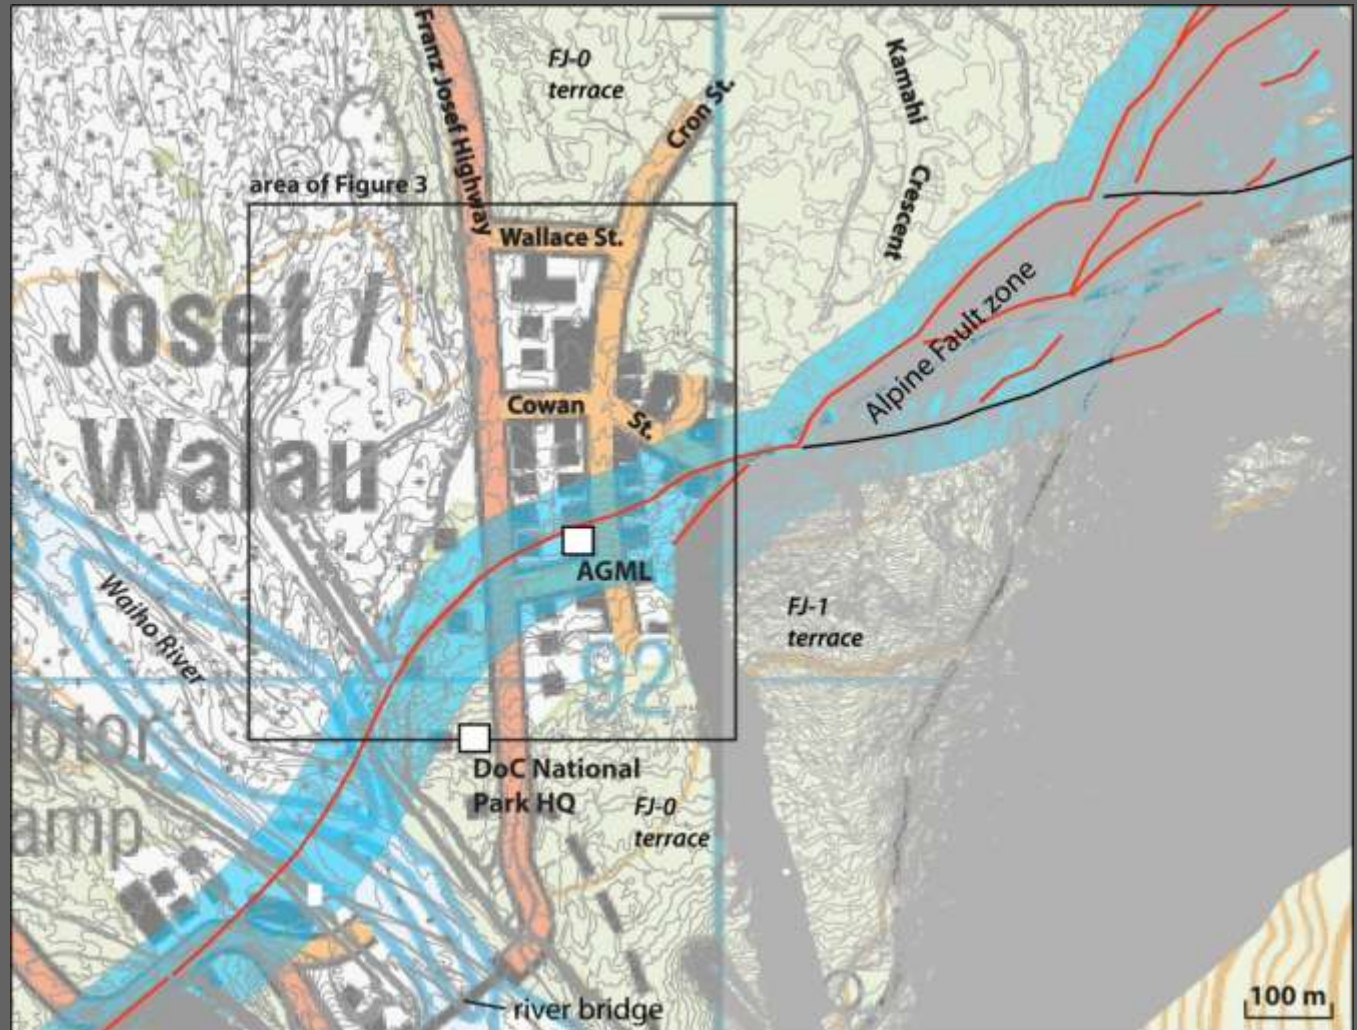 Franz Josef Highway
FJ-0
terrace
Cron St.
Kamahi
Crescent
area of Figure 3
Wallace St.
Josef /
Waiau
Alpine Fault zone
Cowan
St.
AGML
Waiho River
FJ-1
terrace
92
DoC National
Park HQ
FJ-0
terrace
river bridge
100 m